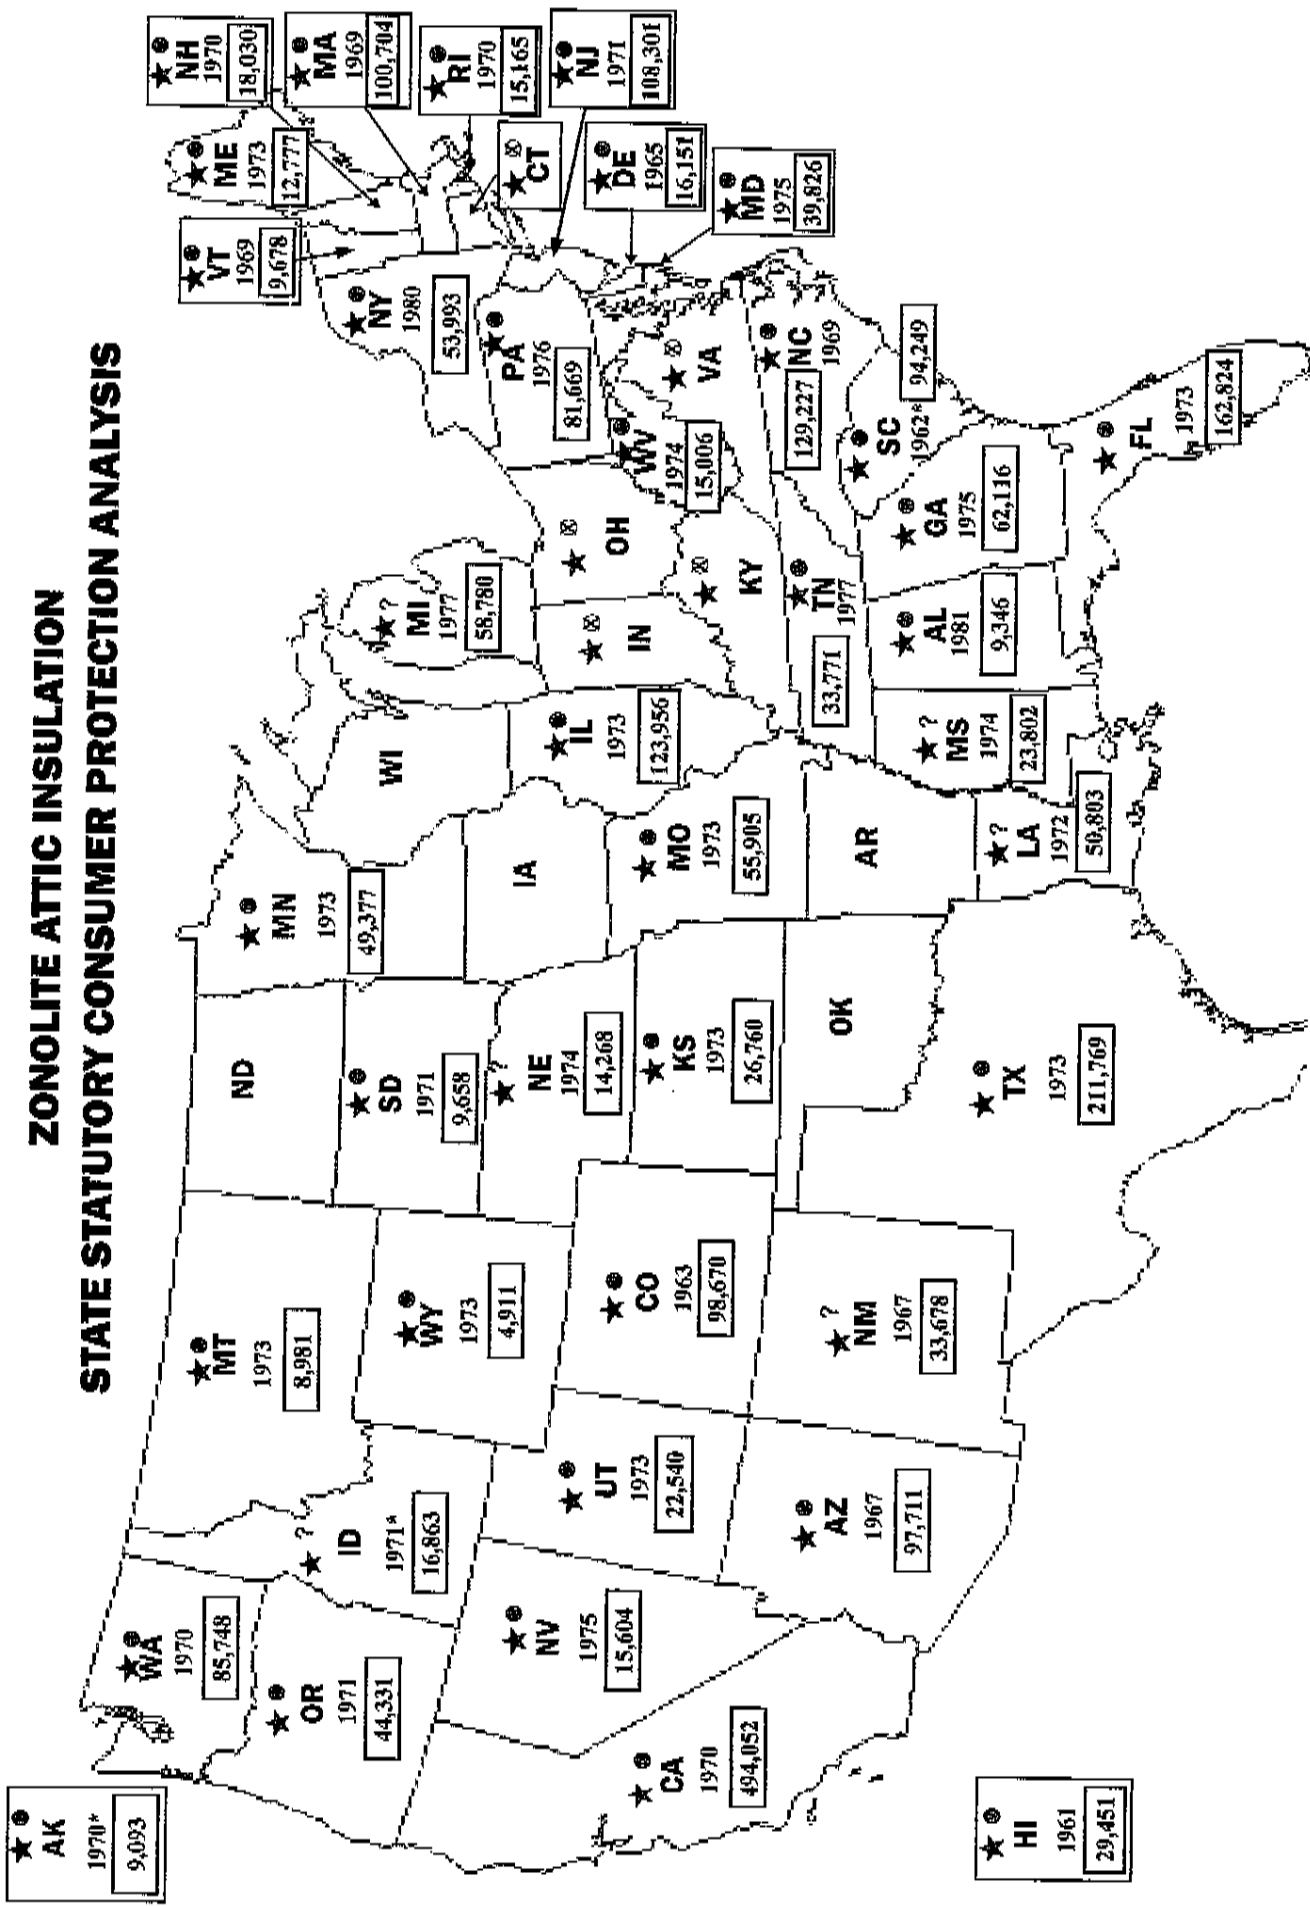 ZONOLITE ATTIC INSULATION
STATE STATUTORY CONSUMER PROTECTION ANALYSIS
AK
1970*
9,093
WA
1970
85,748
OR
1971
44,331
CA
1970
494,052
HI
1961
29,451
ID ?
1971*
16,863
NV
1975
15,604
MT
1973
8,981
WY
1973
4,911
UT
1973
22,540
CO
1963
98,670
AZ
1967
97,711
?
NM
1967
33,678
ND
SD
1971
9,658
?
NE
1974
14,268
KS
1973
26,760
OK
TX
1973
211,769
MN
1973
49,377
IA
MO
1973
55,905
AR
?
LA
1972
50,803
WI
IL
1973
123,956
?
MI
1977
58,780
IN
OH
KY
TN
1977
33,771
?
MS
1974
23,802
AL
1981
9,346
GA
1975
62,116
FL
1973
162,824
SC
1962*
94,249
NC
1969
129,227
VA
WV
1974
15,006
PA
1976
81,669
NY
1980
53,993
VT
1969
9,678
ME
1973
12,777
NH
1970
18,030
MA
1969
100,704
RI
1970
15,165
CT
NJ
1971
108,301
DE
1965
16,151
MD
1975
39,826